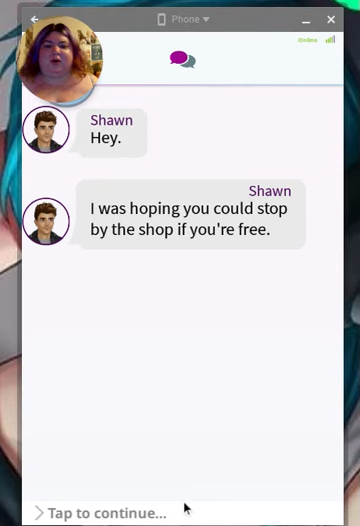 Phone
Online
Shawn
Hey.
Shawn
I was hoping you could stop
by the shop if you're free.
Tap to continue...